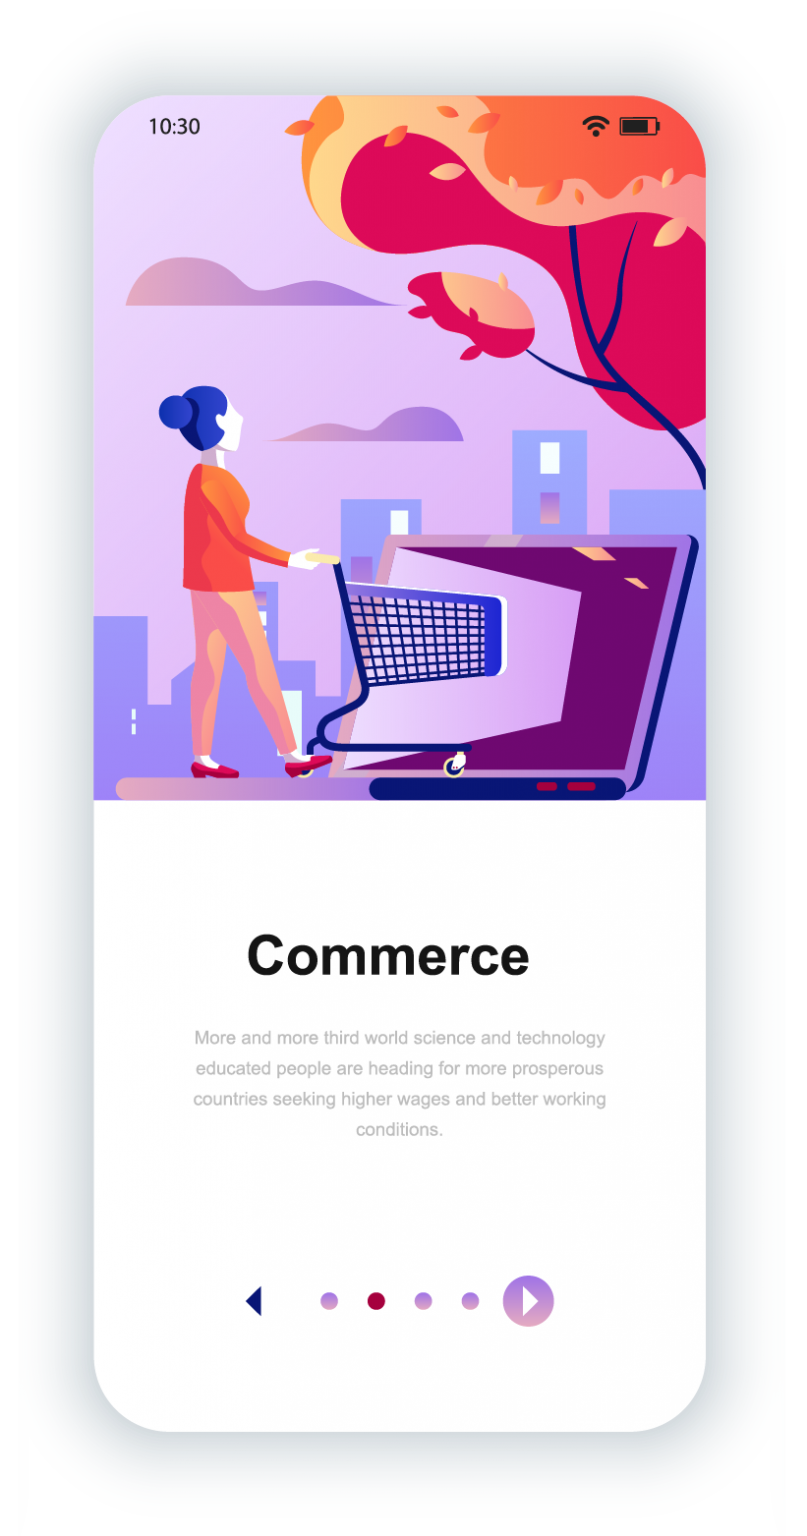 10:30
Commerce
More and more third world science and technology
educated people are heading for more prosperous
countries seeking higher wages and better working
conditions.